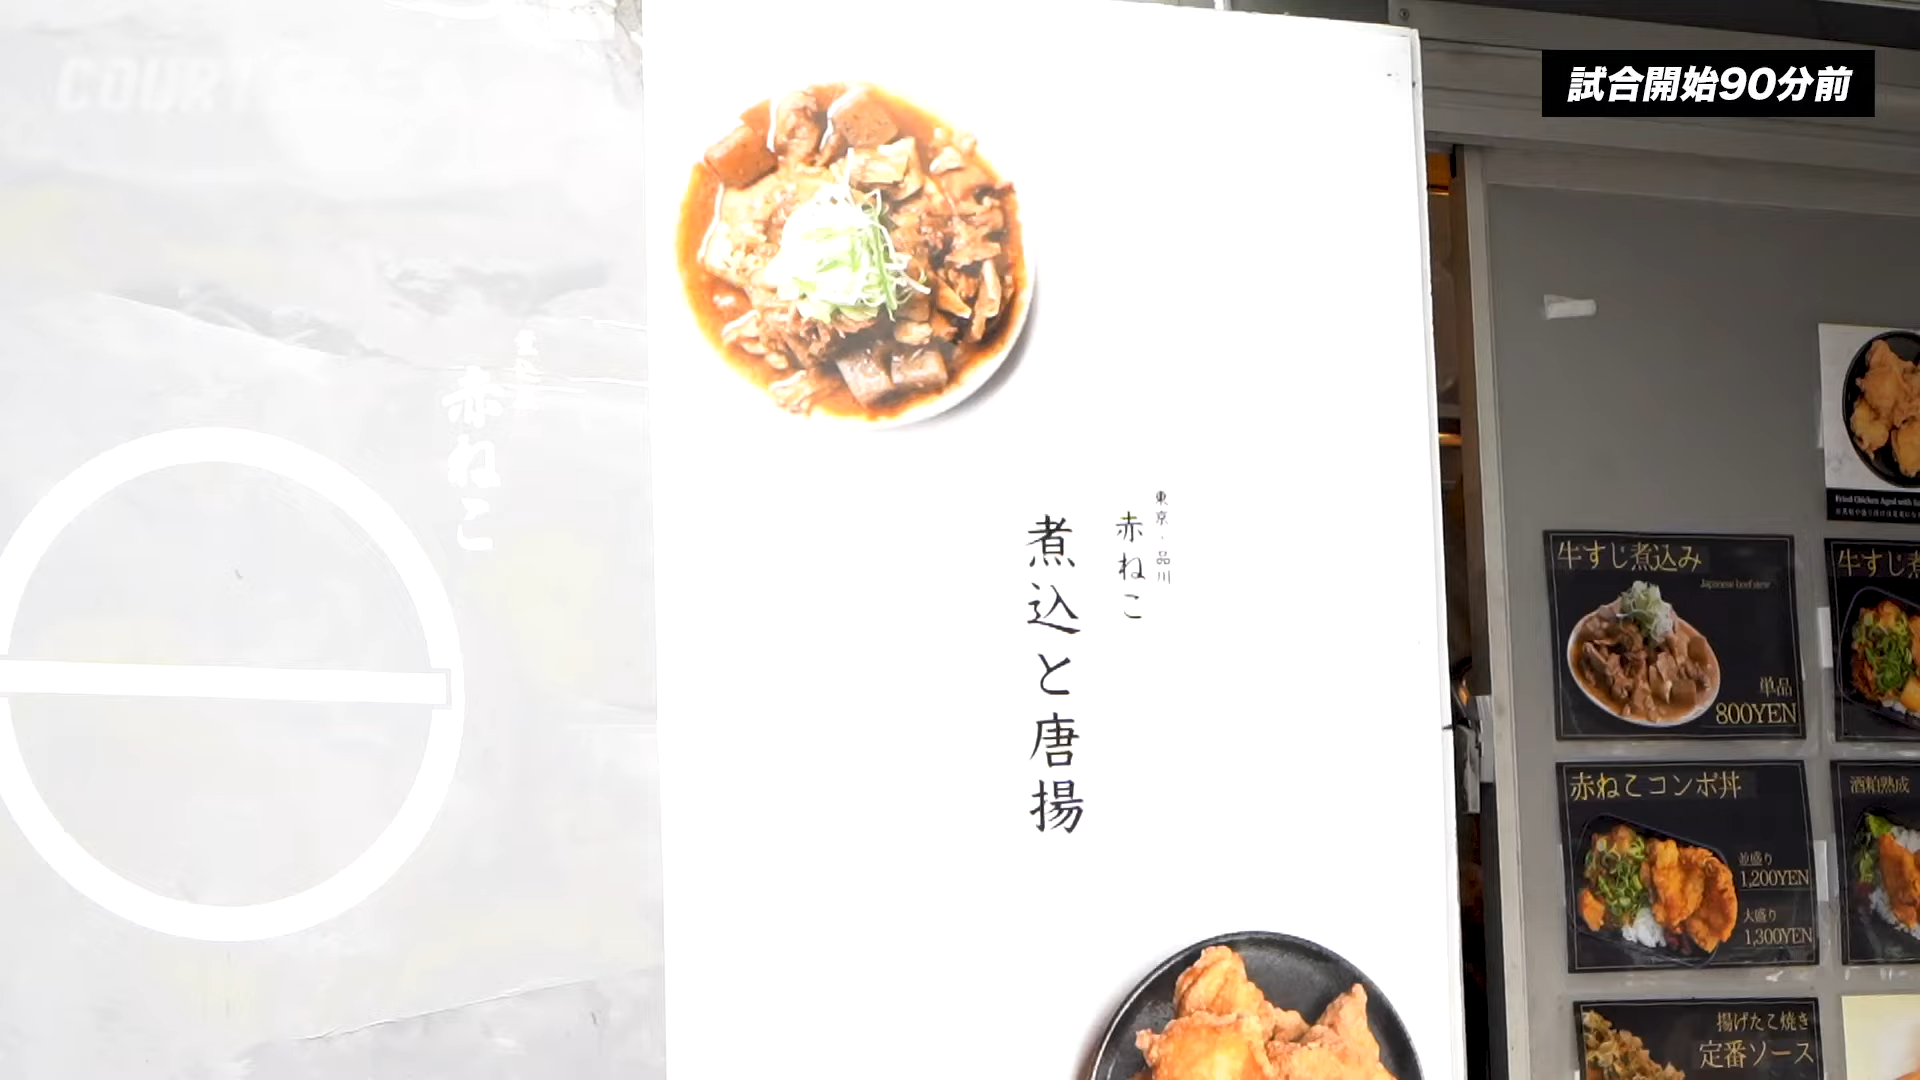 試合開始90分前
COURT
赤ねこ
東京・品川
赤ねこ
煮込と唐揚
牛すじ煮込み
Japanese beef stew
単品
800YEN
牛すじ煮
赤ねこコンボ丼
並盛り
1,200YEN
大盛り
1,300YEN
酒粕熟成
揚げたこ焼き
定番ソース